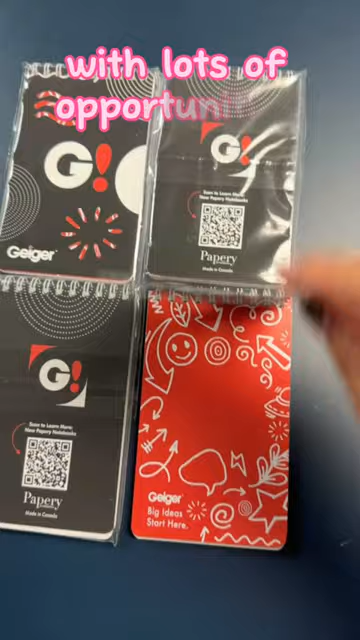 with lots of
opportuni
G!
Geiger
G!
Scan to Learn More:
New Papery Notebooks
Papery
Made in Canada
G!
Scan to Learn More:
New Papery Notebooks
Papery
Made in Canada
Geiger
Big Ideas
Start Here.